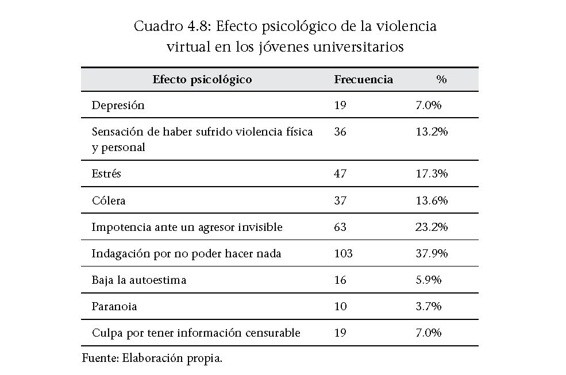 Cuadro 4.8: Efecto psicológico de la violencia
virtual en los jóvenes universitarios
Efecto psicológico Frecuencia %
Depresión 19 7.0%
Sensación de haber sufrido violencia física 36 13.2%
y personal
Estrés 47 17.3%
Cólera 37 13.6%
Impotencia ante un agresor invisible 63 23.2%
Indagación por no poder hacer nada 103 37.9%
Baja la autoestima 16 5.9%
Paranoia 10 3.7%
Culpa por tener información censurable 19 7.0%
Fuente: Elaboración propia.